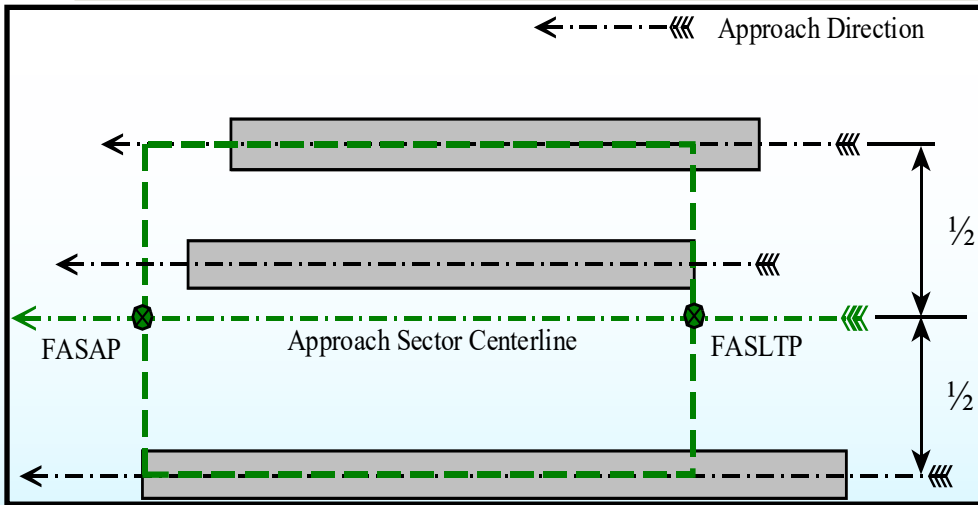 Approach Direction
½
FASAP
Approach Sector Centerline
FASLTP
½